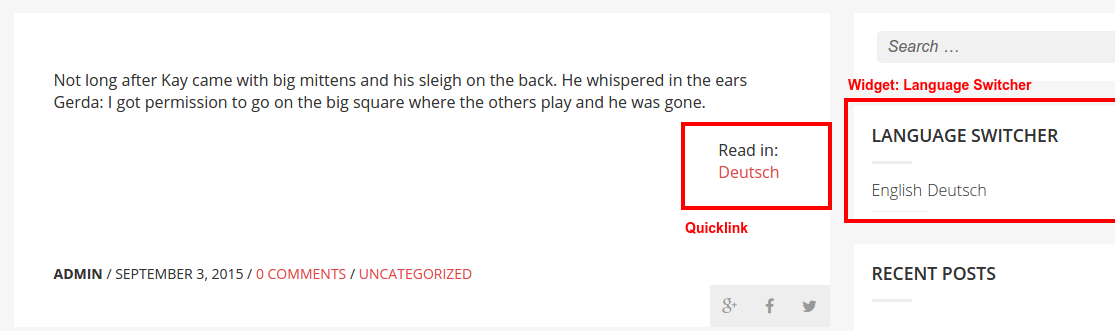 Not long after Kay came with big mittens and his sleigh on the back. He whispered in the ears
Gerda: I got permission to go on the big square where the others play and he was gone.
Read in:
Deutsch
Quicklink
ADMIN / SEPTEMBER 3, 2015 / 0 COMMENTS / UNCATEGORIZED
g+ f
Search …
Widget: Language Switcher
LANGUAGE SWITCHER
English Deutsch
RECENT POSTS